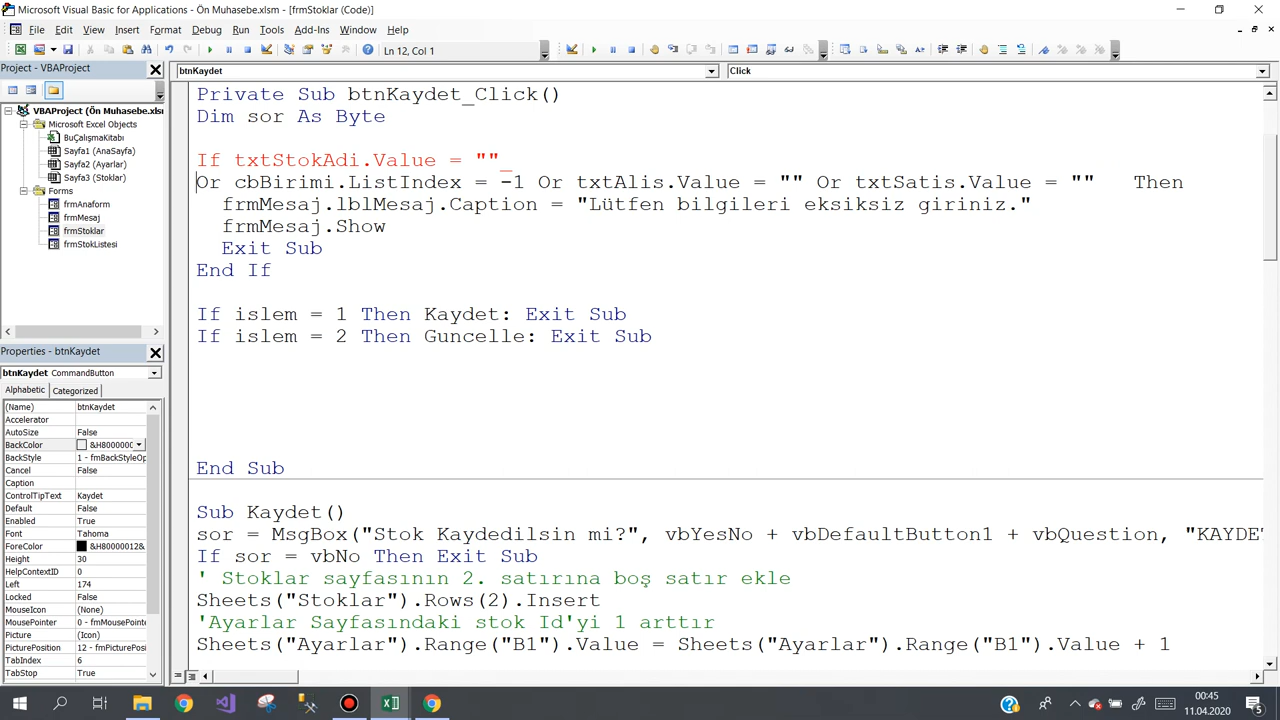 Microsoft Visual Basic for Applications - Ön Muhasebe.xlsm - [frmStoklar (Code)]
File Edit View Insert Format Debug Run Tools Add-Ins Window Help
Ln 12, Col 1
Project - VBAProject
btnKaydet
Click
VBAProject (Ön Muhasebe.xlsm
Microsoft Excel Objects
BuÇalışmaKitabı
Sayfa1 (AnaSayfa)
Sayfa2 (Ayarlar)
Sayfa3 (Stoklar)
Forms
frmAnaform
frmMesaj
frmStoklar
frmStokListesi
Properties - btnKaydet
btnKaydet CommandButton
Alphabetic Categorized
(Name) btnKaydet
Accelerator
AutoSize False
BackColor &H8000000
BackStyle 1 - fmBackStyleOp
Cancel False
Caption
ControlTipText Kaydet
Default False
Enabled True
Font Tahoma
ForeColor &H80000012&
Height 30
HelpContextID 0
Left 174
Locked False
MouseIcon (None)
MousePointer 0 - fmMousePointe
Picture (Icon)
PicturePosition 12 - fmPicturePosi
TabIndex 6
TabStop True
Private Sub btnKaydet_Click()
Dim sor As Byte
If txtStokAdi.Value = ""_
Or cbBirimi.ListIndex = -1 Or txtAlis.Value = "" Or txtSatis.Value = "" Then
frmMesaj.lblMesaj.Caption = "Lütfen bilgileri eksiksiz giriniz."
frmMesaj.Show
Exit Sub
End If
If islem = 1 Then Kaydet: Exit Sub
If islem = 2 Then Guncelle: Exit Sub
End Sub
Sub Kaydet()
sor = MsgBox("Stok Kaydedilsin mi?", vbYesNo + vbDefaultButton1 + vbQuestion, "KAYDET
If sor = vbNo Then Exit Sub
' Stoklar sayfasının 2. satırına boş satır ekle
Sheets("Stoklar").Rows(2).Insert
'Ayarlar Sayfasındaki stok Id'yi 1 arttır
Sheets("Ayarlar").Range("B1").Value = Sheets("Ayarlar").Range("B1").Value + 1
00:45
11.04.2020
5